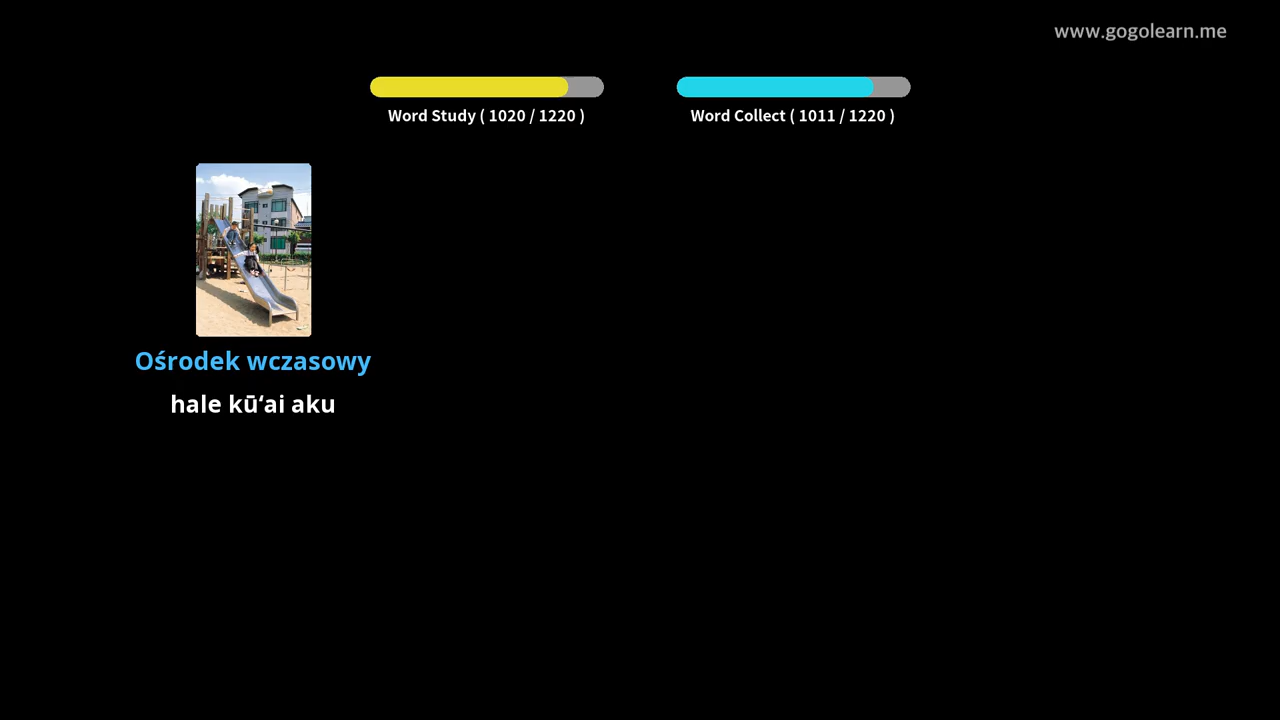 www.gogolearn.me
Word Study ( 1020 / 1220 )
Word Collect ( 1011 / 1220 )
Ośrodek wczasowy
hale kūʻai aku